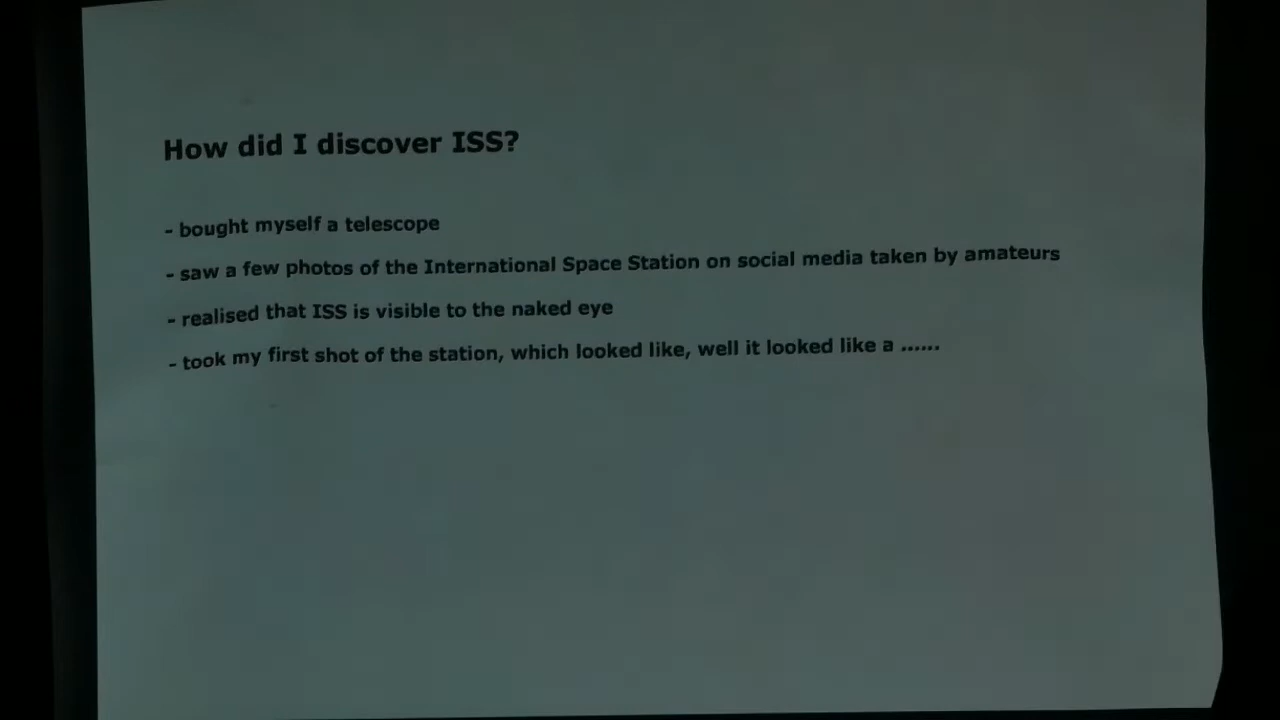 How did I discover ISS?
- bought myself a telescope
- saw a few photos of the International Space Station on social media taken by amateurs
- realised that ISS is visible to the naked eye
- took my first shot of the station, which looked like, well it looked like a ......